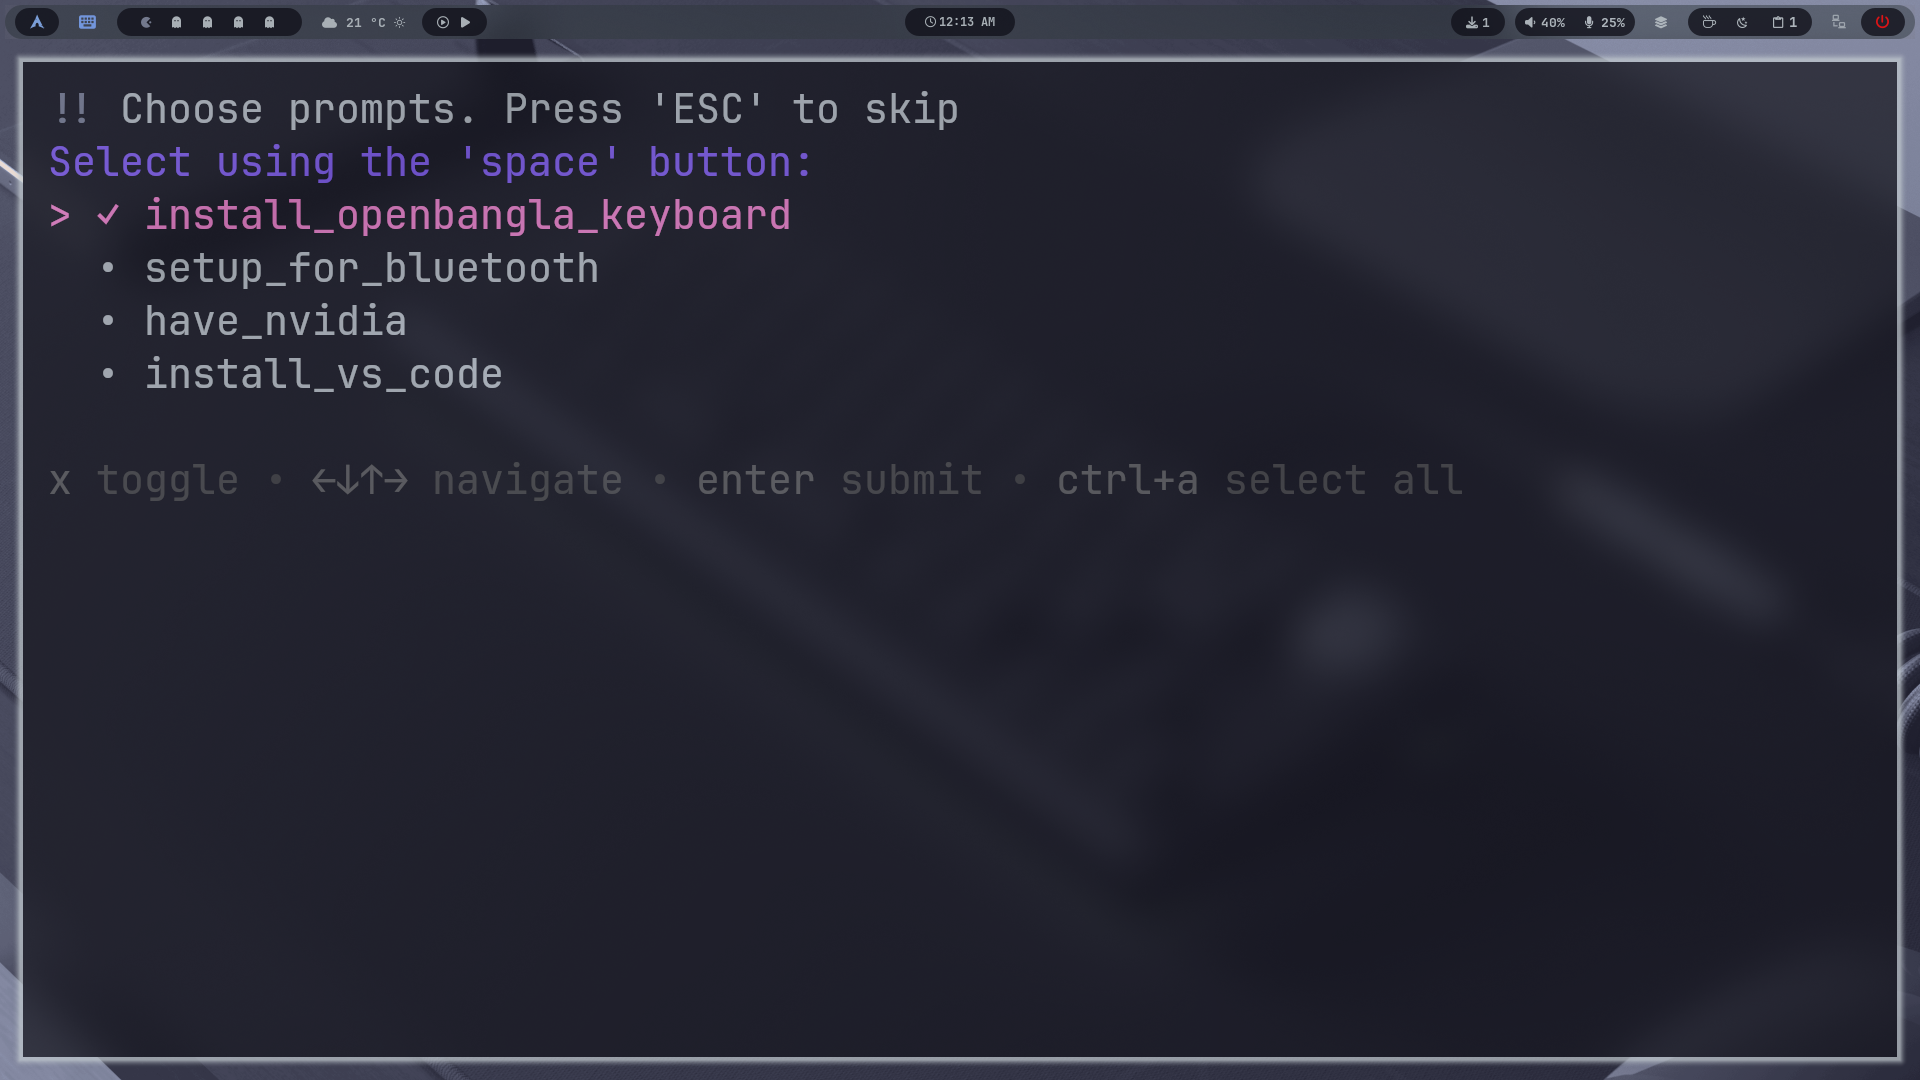 21 °C
12:13 AM
1
40% 25%
1
!! Choose prompts. Press 'ESC' to skip
Select using the 'space' button:
> ✓ install_openbangla_keyboard
• setup_for_bluetooth
• have_nvidia
• install_vs_code
x toggle • ←↓↑→ navigate • enter submit • ctrl+a select all